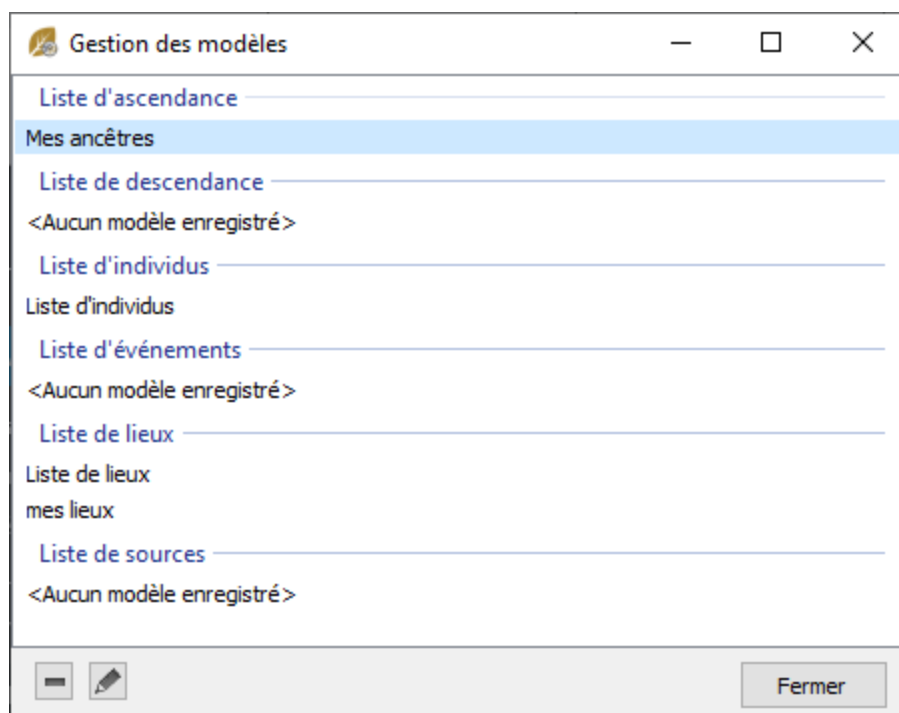 Gestion des modèles
Liste d'ascendance
Mes ancêtres
Liste de descendance
<Aucun modèle enregistré>
Liste d'individus
Liste d'individus
Liste d'événements
<Aucun modèle enregistré>
Liste de lieux
Liste de lieux
mes lieux
Liste de sources
<Aucun modèle enregistré>
Fermer